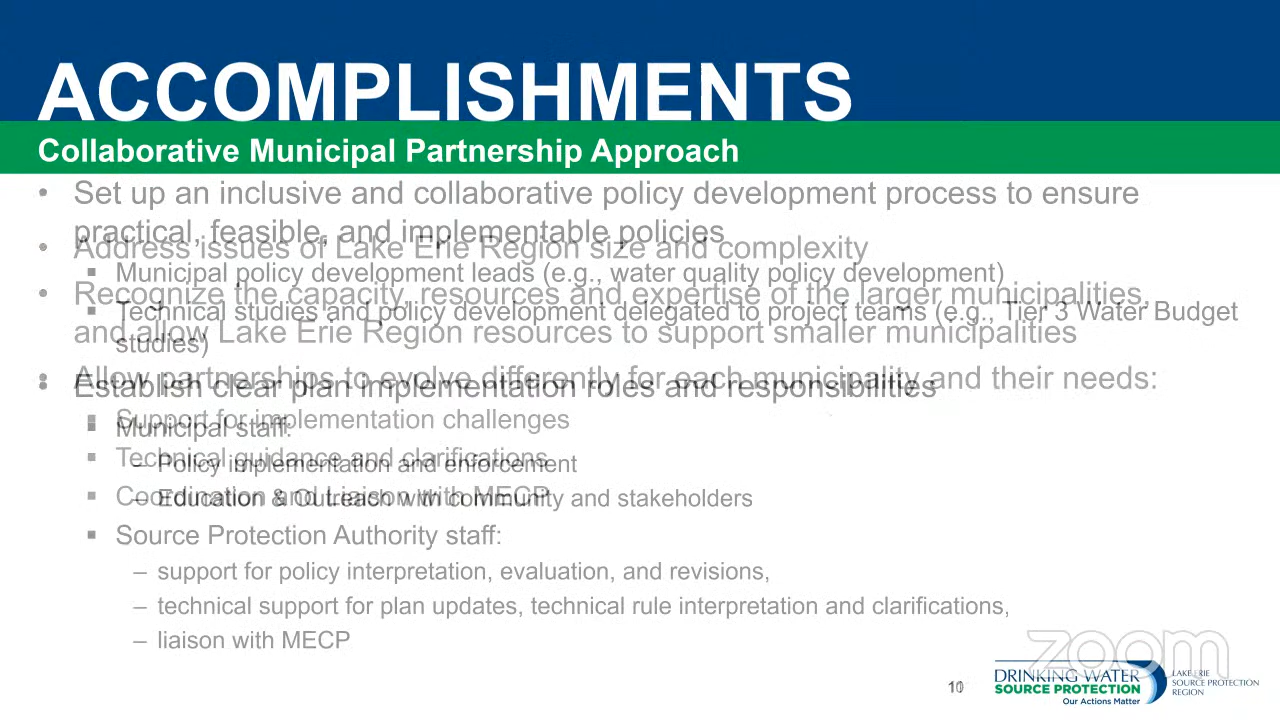 ACCOMPLISHMENTS
Collaborative Municipal Partnership Approach
• Set up an inclusive and collaborative policy development process to ensure
practical, feasible, and implementable policies
• Address issues of Lake Erie Region size and complexity
▪ Municipal policy development leads (e.g., water quality policy development)
• Recognize the capacity, resources and expertise of the larger municipalities,
▪ Technical studies and policy development delegated to project teams (e.g., Tier 3 Water Budget
and allow Lake Erie Region resources to support smaller municipalities
studies)
• Allow partnerships to evolve differently for each municipality and their needs:
• Establish clear plan implementation roles and responsibilities
▪ Support for implementation challenges
▪ Municipal staff:
▪ Technical guidance and clarifications
– Policy implementation and enforcement
▪ Coordination and Liaison with MECP
– Education & Outreach with community and stakeholders
▪ Source Protection Authority staff:
– support for policy interpretation, evaluation, and revisions,
– technical support for plan updates, technical rule interpretation and clarifications,
– liaison with MECP
zoom
DRINKING WATER
SOURCE PROTECTION
Our Actions Matter
LAKE ERIE
SOURCE PROTECTION
REGION